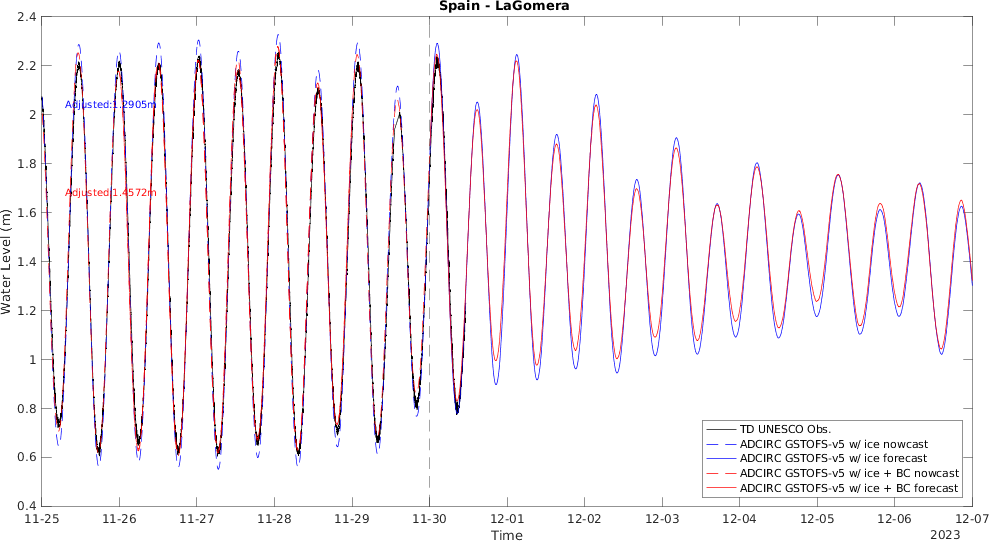 Spain - LaGomera
2.4
2.2
2
1.8
1.6
1.4
1.2
1
0.8
0.6
0.4
Water Level (m)
Adjusted:1.2905m
Adjusted:1.4572m
TD UNESCO Obs.
ADCIRC GSTOFS-v5 w/ ice nowcast
ADCIRC GSTOFS-v5 w/ ice forecast
ADCIRC GSTOFS-v5 w/ ice + BC nowcast
ADCIRC GSTOFS-v5 w/ ice + BC forecast
11-25 11-26 11-27 11-28 11-29 11-30 12-01 12-02 12-03 12-04 12-05 12-06 12-07
Time
2023